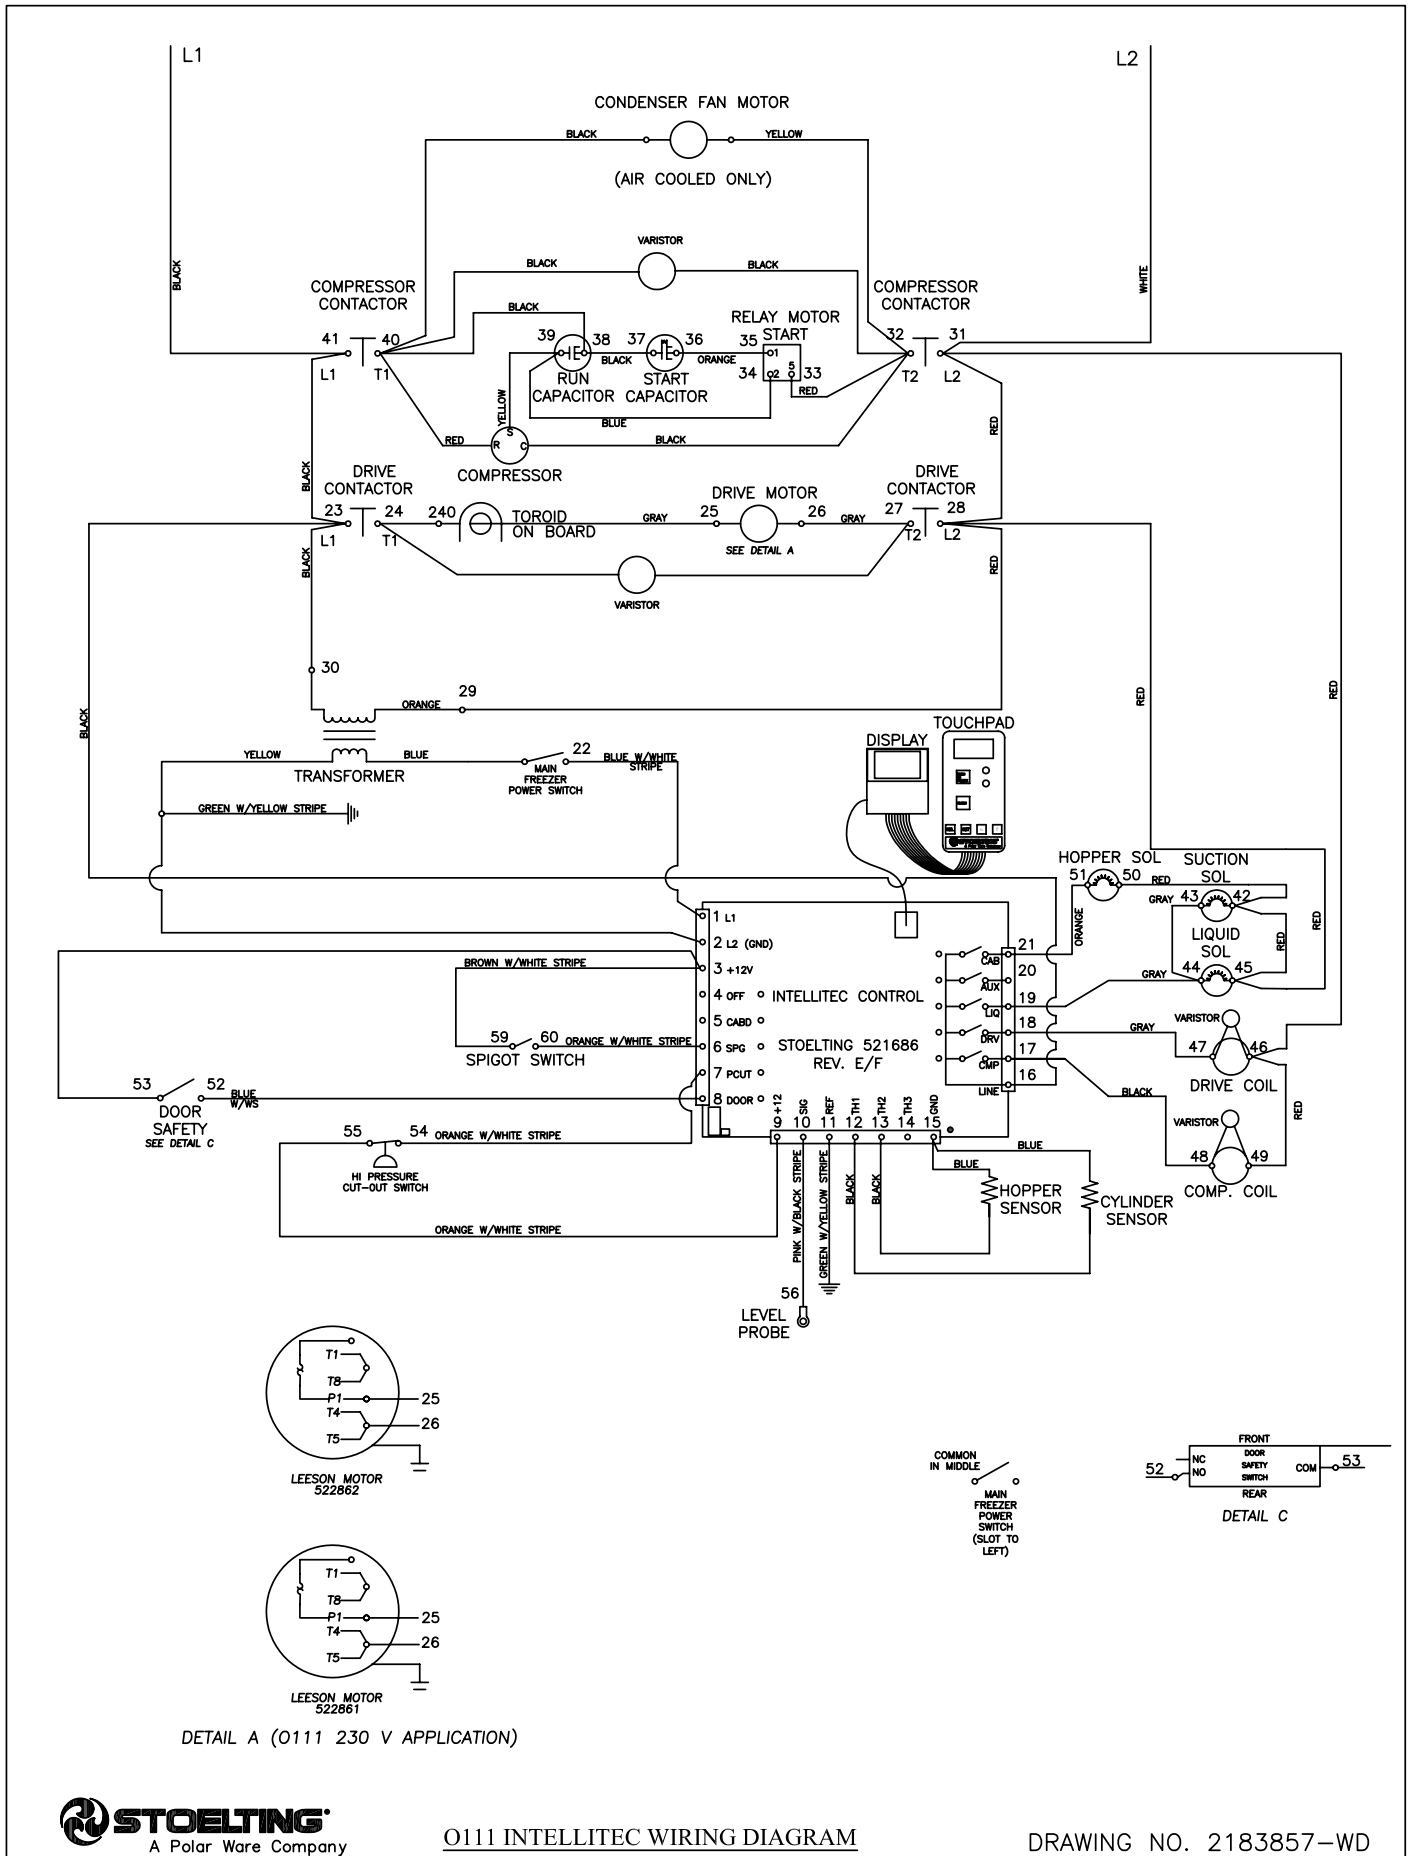 L1
L2
CONDENSER FAN MOTOR
BLACK
YELLOW
(AIR COOLED ONLY)
VARISTOR
BLACK
BLACK
BLACK
WHITE
COMPRESSOR
CONTACTOR
COMPRESSOR
CONTACTOR
BLACK
RELAY MOTOR
START
41
40
39
38
37
36
35
32
31
1
BLACK
ORANGE
L1
T1
RUN
CAPACITOR
START
CAPACITOR
34
2
5
33
RED
T2
L2
YELLOW
BLUE
RED
S
R
C
RED
BLACK
COMPRESSOR
BLACK
DRIVE
CONTACTOR
DRIVE MOTOR
DRIVE
CONTACTOR
23
24
240
TOROID
ON BOARD
GRAY
25
26
GRAY
27
28
L1
T1
SEE DETAIL A
T2
L2
BLACK
RED
VARISTOR
30
29
ORANGE
BLACK
RED
RED
TOUCHPAD
DISPLAY
YELLOW
BLUE
22
BLUE W/WHITE
STRIPE
TRANSFORMER
MAIN
FREEZER
POWER SWITCH
GREEN W/YELLOW STRIPE
HOPPER SOL
51
50
RED
SUCTION
SOL
GRAY
43
42
ORANGE
RED
RED
LIQUID
SOL
GRAY
44
45
1 L1
2 L2 (GND)
BROWN W/WHITE STRIPE
3 +12V
4 OFF
INTELLITEC CONTROL
5 CABD
59
60
ORANGE W/WHITE STRIPE
6 SPG
STOELTING 521686
REV. E/F
SPIGOT SWITCH
7 PCUT
8 DOOR
21
CAB
20
AUX
19
LIQ
18
DRV
17
CMP
16
LINE
VARISTOR
GRAY
47
46
DRIVE COIL
BLACK
RED
VARISTOR
48
49
COMP. COIL
53
52
BLUE
W/WS
DOOR
SAFETY
SEE DETAIL C
55
54
ORANGE W/WHITE STRIPE
HI PRESSURE
CUT-OUT SWITCH
ORANGE W/WHITE STRIPE
+12
SIG
REF
TH1
TH2
TH3
GND
9
10
11
12
13
14
15
BLUE
BLUE
PINK W/BLACK STRIPE
GREEN W/YELLOW STRIPE
BLACK
BLACK
HOPPER
SENSOR
CYLINDER
SENSOR
56
LEVEL
PROBE
T1
T8
P1
25
T4
26
T5
LEESON MOTOR
522862
COMMON
IN MIDDLE
MAIN
FREEZER
POWER
SWITCH
(SLOT TO
LEFT)
FRONT
NC
DOOR
SAFETY
SWITCH
52
NO
COM
53
REAR
DETAIL C
T1
T8
P1
25
T4
26
T5
LEESON MOTOR
522861
DETAIL A (O111 230 V APPLICATION)
STOELTING
A Polar Ware Company
O111 INTELLITEC WIRING DIAGRAM
DRAWING NO. 2183857-WD